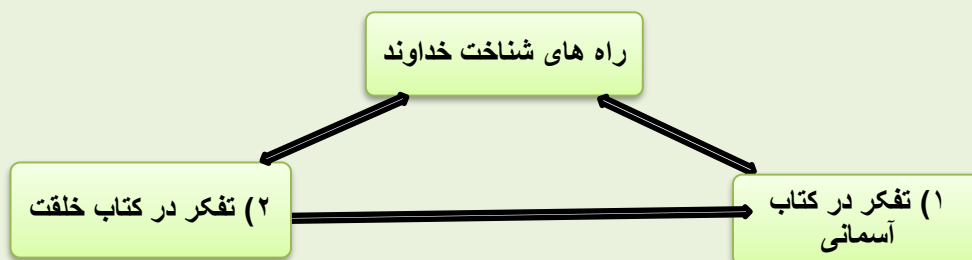 راه های شناخت خداوند
۱) تفکر در کتاب
آسمانی
۲) تفکر در کتاب خلقت